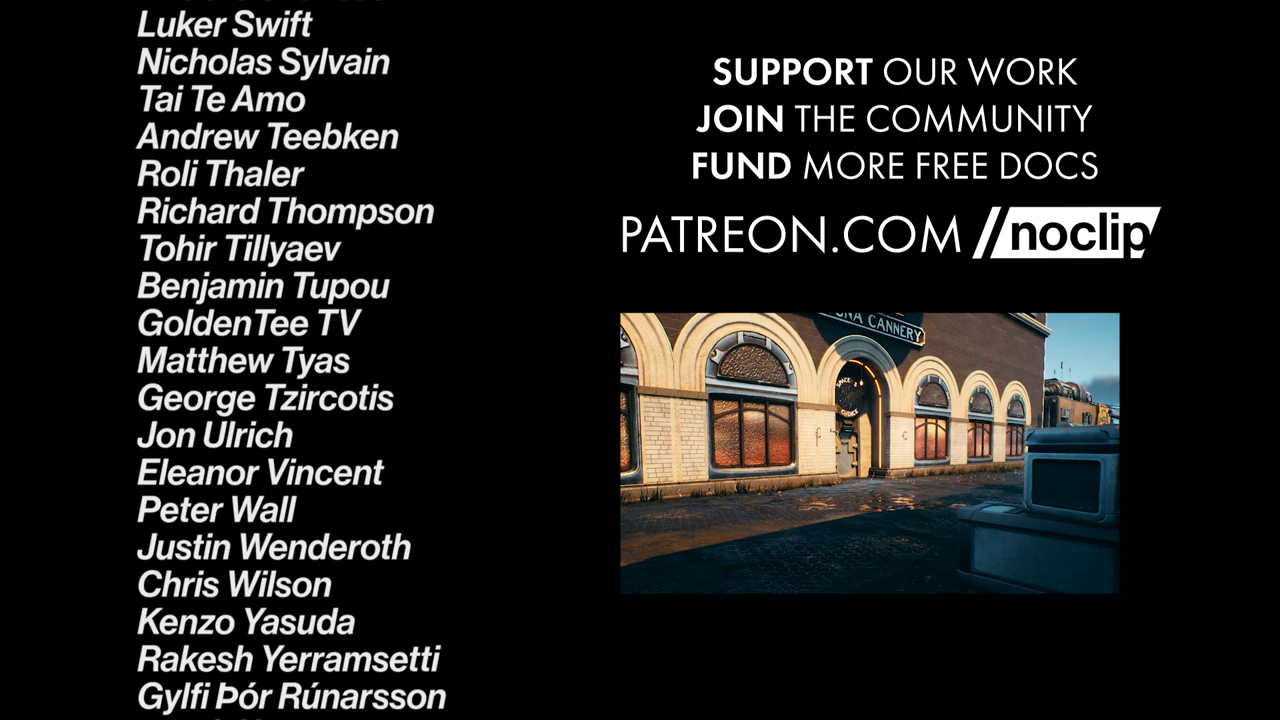 Luker Swift
Nicholas Sylvain
Tai Te Amo
Andrew Teebken
Roli Thaler
Richard Thompson
Tohir Tillyaev
Benjamin Tupou
GoldenTee TV
Matthew Tyas
George Tzircotis
Jon Ulrich
Eleanor Vincent
Peter Wall
Justin Wenderoth
Chris Wilson
Kenzo Yasuda
Rakesh Yerramsetti
Gylfi Þór Rúnarsson
SUPPORT OUR WORK
JOIN THE COMMUNITY
FUND MORE FREE DOCS
PATREON.COM //noclip
CANNERY
CHOICE